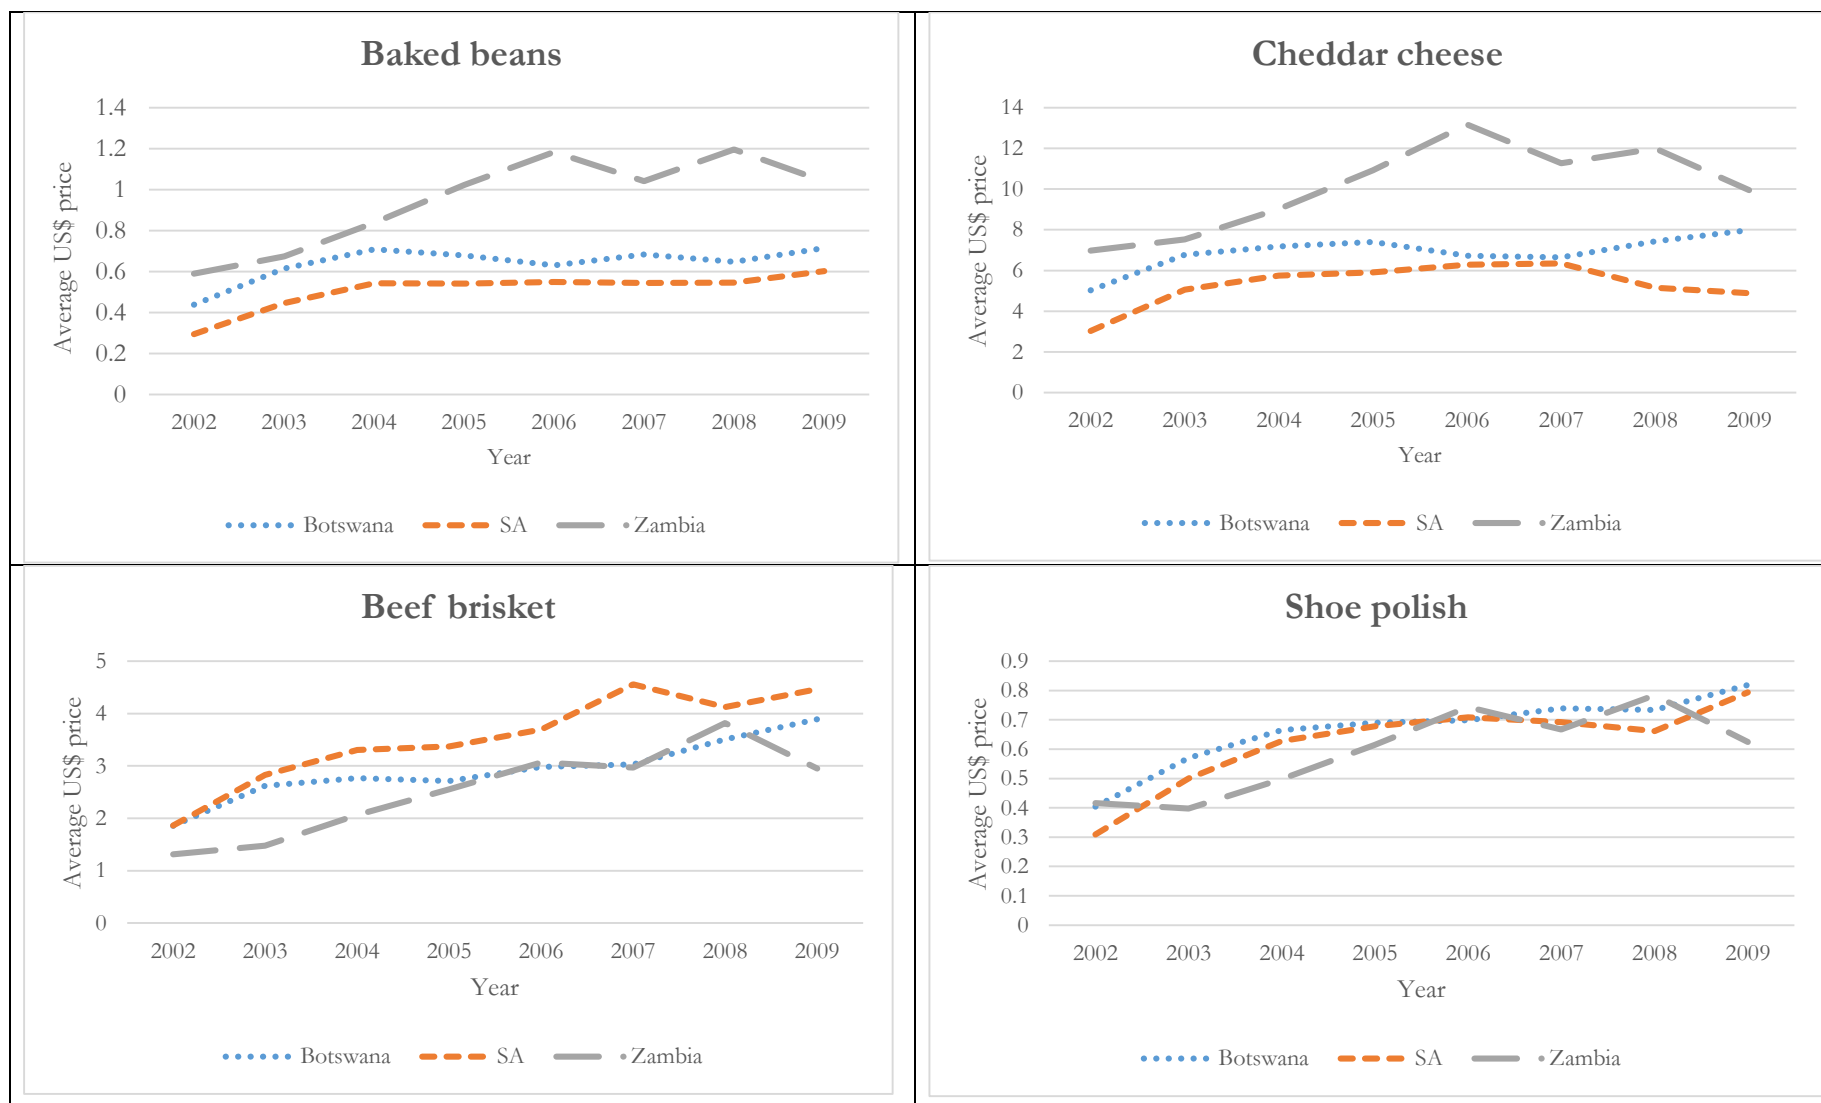 Baked beans
1.4
1.2
1
0.8
0.6
0.4
0.2
0
Average US$ price
2002 2003 2004 2005 2006 2007 2008 2009
Year
Botswana SA Zambia
Cheddar cheese
14
12
10
8
6
4
2
0
Average US$ price
2002 2003 2004 2005 2006 2007 2008 2009
Year
Botswana SA Zambia
Beef brisket
5
4
3
2
1
0
Average US$ price
2002 2003 2004 2005 2006 2007 2008 2009
Year
Botswana SA Zambia
Shoe polish
0.9
0.8
0.7
0.6
0.5
0.4
0.3
0.2
0.1
0
Average US$ price
2002 2003 2004 2005 2006 2007 2008 2009
Year
Botswana SA Zambia